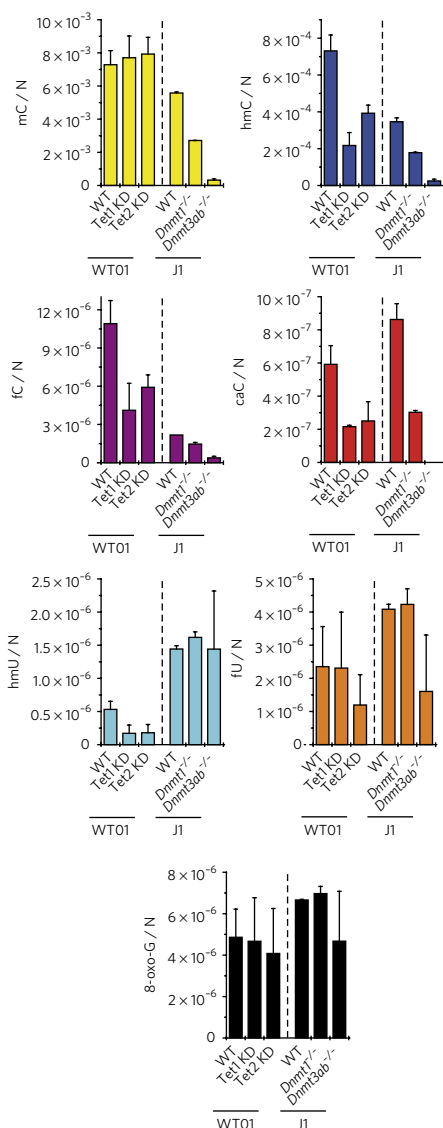 mC / N
8 × 10⁻³
6 × 10⁻³
4 × 10⁻³
2 × 10⁻³
0
WT
Tet1 KD
Tet2 KD
WT
Dnmt1⁻/⁻
Dnmt3ab⁻/⁻
WT01
J1
hmC / N
8 × 10⁻⁴
6 × 10⁻⁴
4 × 10⁻⁴
2 × 10⁻⁴
0
WT
Tet1 KD
Tet2 KD
WT
Dnmt1⁻/⁻
Dnmt3ab⁻/⁻
WT01
J1
fC / N
12 × 10⁻⁶
9 × 10⁻⁶
6 × 10⁻⁶
3 × 10⁻⁶
0
WT
Tet1 KD
Tet2 KD
WT
Dnmt1⁻/⁻
Dnmt3ab⁻/⁻
WT01
J1
caC / N
10 × 10⁻⁷
8 × 10⁻⁷
6 × 10⁻⁷
4 × 10⁻⁷
2 × 10⁻⁷
0
WT
Tet1 KD
Tet2 KD
WT
Dnmt1⁻/⁻
Dnmt3ab⁻/⁻
WT01
J1
hmU / N
2.5 × 10⁻⁶
2.0 × 10⁻⁶
1.5 × 10⁻⁶
1.0 × 10⁻⁶
0.5 × 10⁻⁶
0
WT
Tet1 KD
Tet2 KD
WT
Dnmt1⁻/⁻
Dnmt3ab⁻/⁻
WT01
J1
fU / N
5 × 10⁻⁶
4 × 10⁻⁶
3 × 10⁻⁶
2 × 10⁻⁶
1 × 10⁻⁶
0
WT
Tet1 KD
Tet2 KD
WT
Dnmt1⁻/⁻
Dnmt3ab⁻/⁻
WT01
J1
8-oxo-G / N
8 × 10⁻⁶
6 × 10⁻⁶
4 × 10⁻⁶
2 × 10⁻⁶
0
WT
Tet1 KD
Tet2 KD
WT
Dnmt1⁻/⁻
Dnmt3ab⁻/⁻
WT01
J1